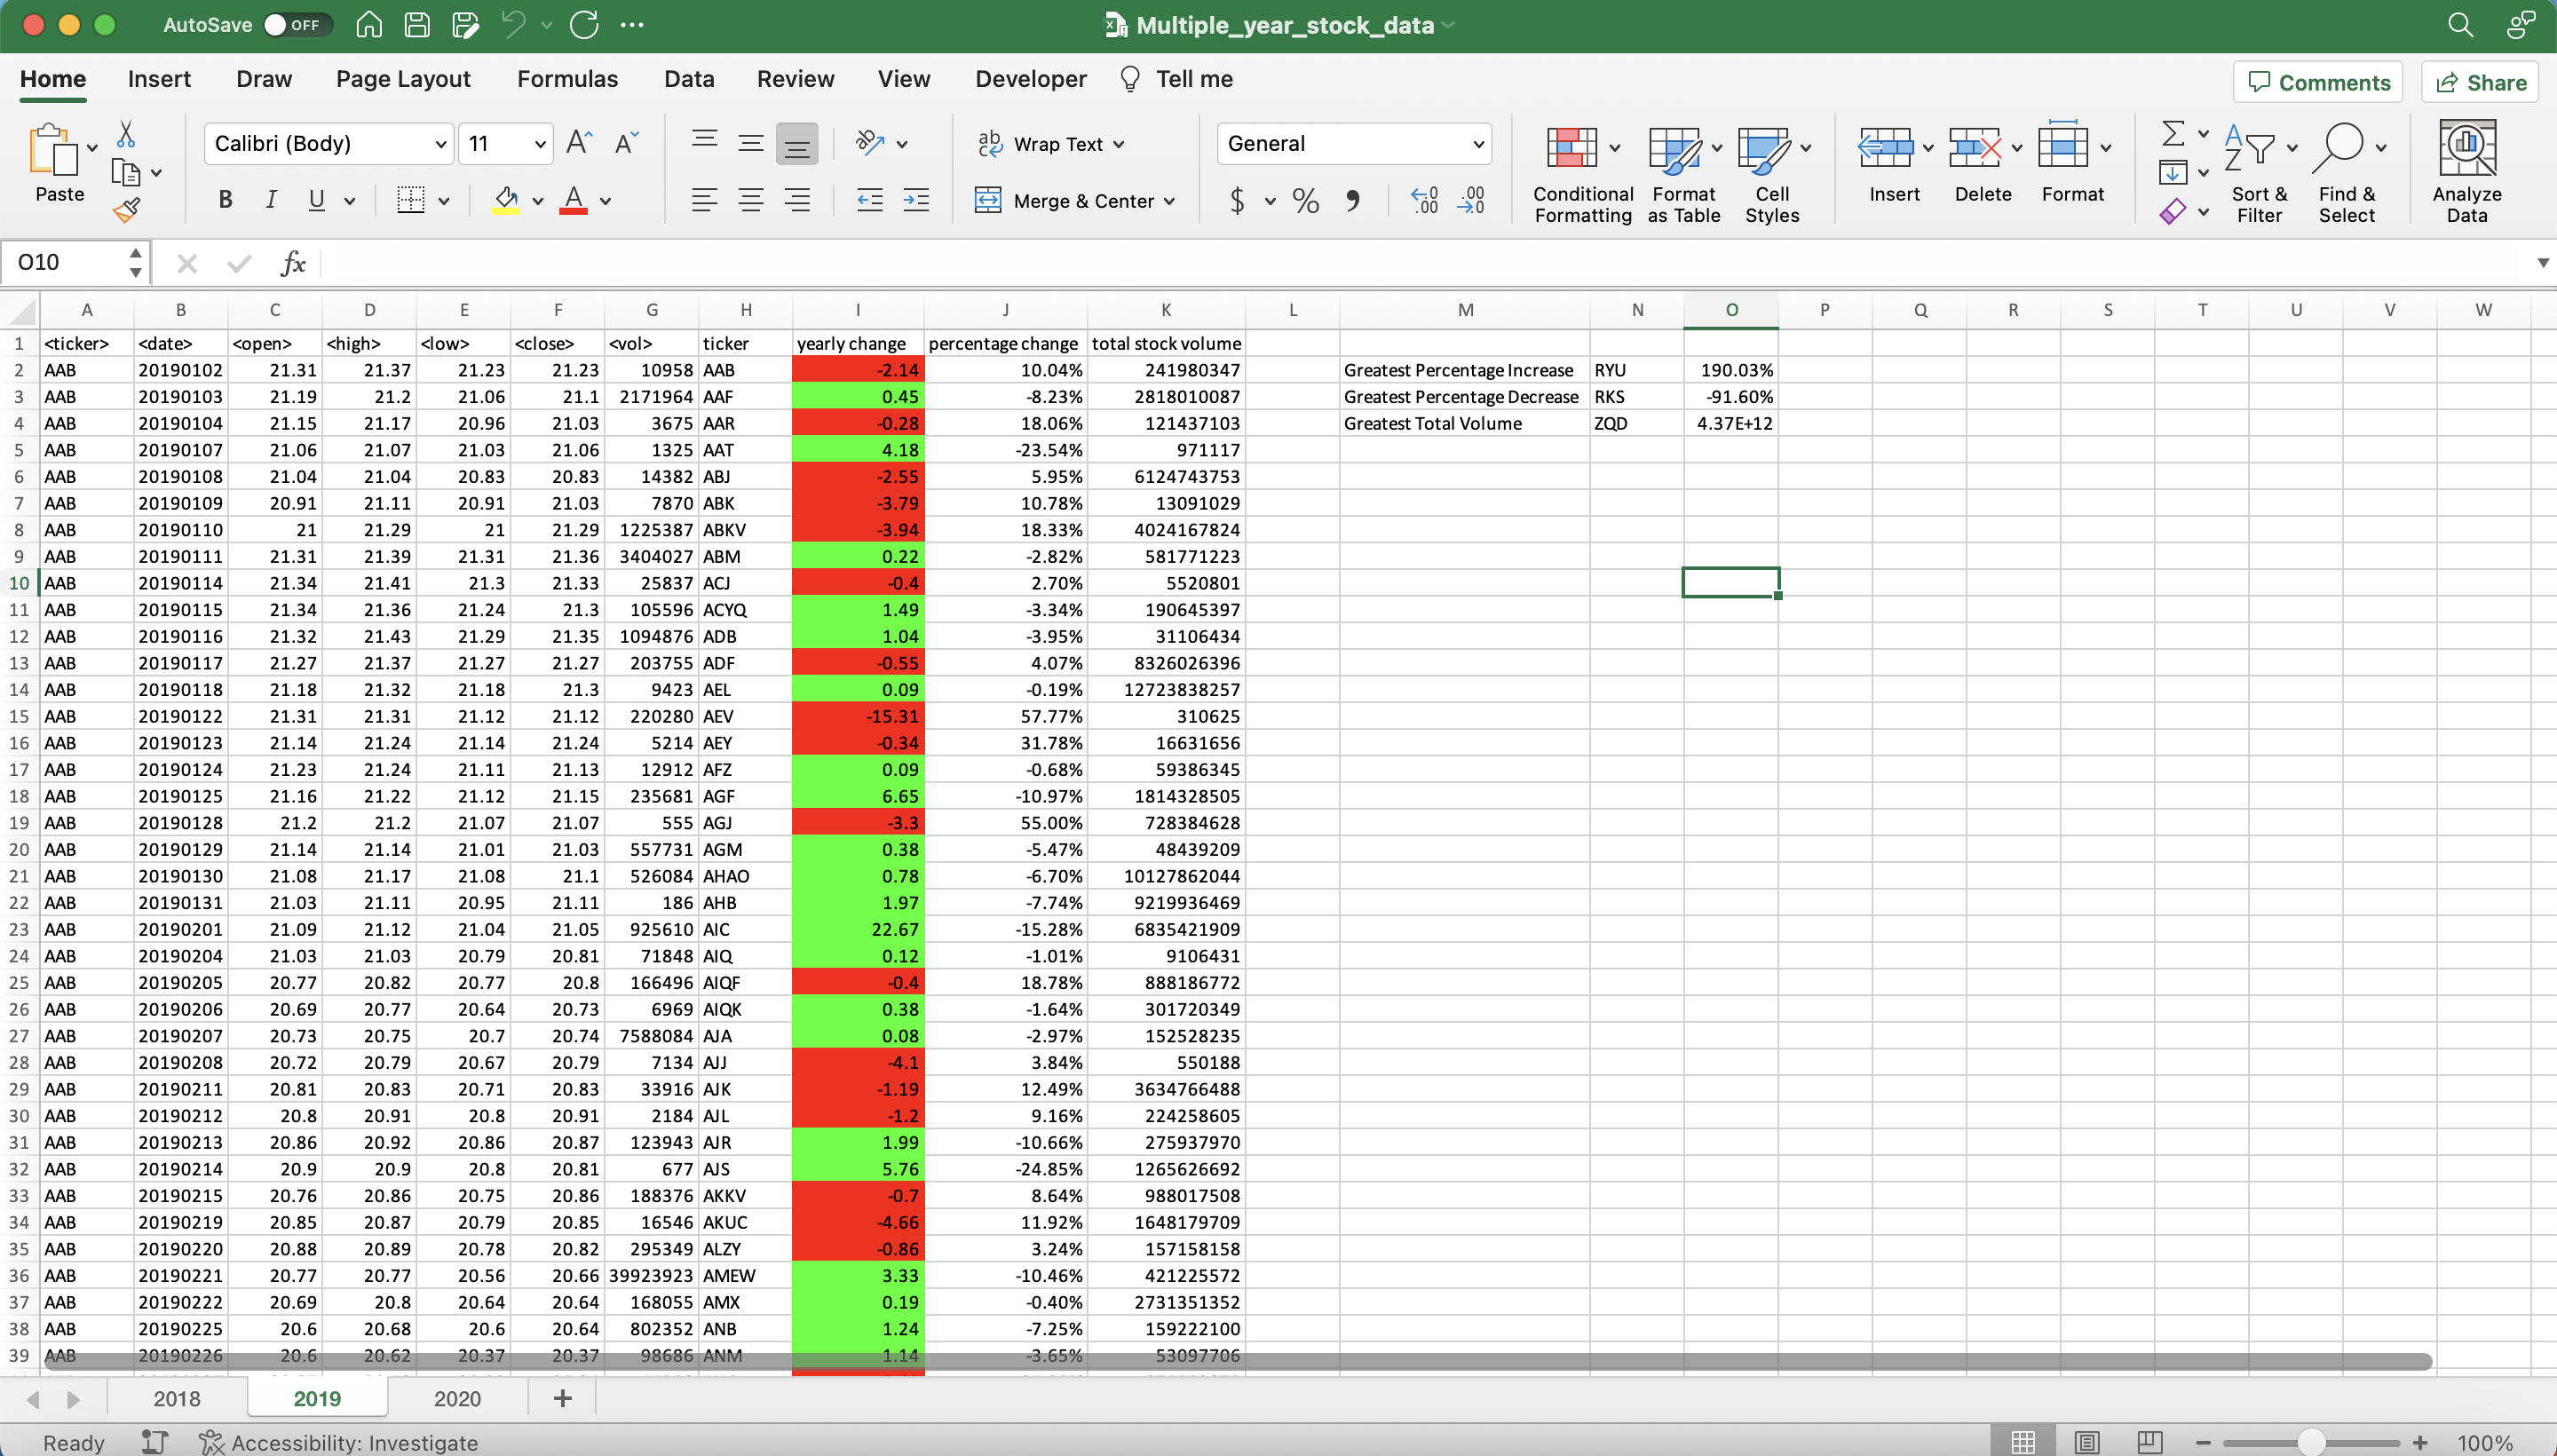 AutoSave OFF Multiple_year_stock_data
Home Insert Draw Page Layout Formulas Data Review View Developer Tell me Comments Share
Paste Calibri (Body) 11 Wrap Text General
B I U Merge & Center $ % Conditional Formatting Format as Table Cell Styles Insert Delete Format Sort & Filter Find & Select Analyze Data
O10 fx
A B C D E F G H I J K L M N O P Q R S T U V W
1 <ticker> <date> <open> <high> <low> <close> <vol> ticker yearly change percentage change total stock volume
2 AAB 20190102 21.31 21.37 21.23 21.23 10958 AAB -2.14 10.04% 241980347 Greatest Percentage Increase RYU 190.03%
3 AAB 20190103 21.19 21.2 21.06 21.1 2171964 AAF 0.45 -8.23% 2818010087 Greatest Percentage Decrease RKS -91.60%
4 AAB 20190104 21.15 21.17 20.96 21.03 3675 AAR -0.28 18.06% 121437103 Greatest Total Volume ZQD 4.37E+12
5 AAB 20190107 21.06 21.07 21.03 21.06 1325 AAT 4.18 -23.54% 971117
6 AAB 20190108 21.04 21.04 20.83 20.83 14382 ABJ -2.55 5.95% 6124743753
7 AAB 20190109 20.91 21.11 20.91 21.03 7870 ABK -3.79 10.78% 13091029
8 AAB 20190110 21 21.29 21 21.29 1225387 ABKV -3.94 18.33% 4024167824
9 AAB 20190111 21.31 21.39 21.31 21.36 3404027 ABM 0.22 -2.82% 581771223
10 AAB 20190114 21.34 21.41 21.3 21.33 25837 ACJ -0.4 2.70% 5520801
11 AAB 20190115 21.34 21.36 21.24 21.3 105596 ACYQ 1.49 -3.34% 190645397
12 AAB 20190116 21.32 21.43 21.29 21.35 1094876 ADB 1.04 -3.95% 31106434
13 AAB 20190117 21.27 21.37 21.27 21.27 203755 ADF -0.55 4.07% 8326026396
14 AAB 20190118 21.18 21.32 21.18 21.3 9423 AEL 0.09 -0.19% 12723838257
15 AAB 20190122 21.31 21.31 21.12 21.12 220280 AEV -15.31 57.77% 310625
16 AAB 20190123 21.14 21.24 21.14 21.24 5214 AEY -0.34 31.78% 16631656
17 AAB 20190124 21.23 21.24 21.11 21.13 12912 AFZ 0.09 -0.68% 59386345
18 AAB 20190125 21.16 21.22 21.12 21.15 235681 AGF 6.65 -10.97% 1814328505
19 AAB 20190128 21.2 21.2 21.07 21.07 555 AGJ -3.3 55.00% 728384628
20 AAB 20190129 21.14 21.14 21.01 21.03 557731 AGM 0.38 -5.47% 48439209
21 AAB 20190130 21.08 21.17 21.08 21.1 526084 AHAO 0.78 -6.70% 10127862044
22 AAB 20190131 21.03 21.11 20.95 21.11 186 AHB 1.97 -7.74% 9219936469
23 AAB 20190201 21.09 21.12 21.04 21.05 925610 AIC 22.67 -15.28% 6835421909
24 AAB 20190204 21.03 21.03 20.79 20.81 71848 AIQ 0.12 -1.01% 9106431
25 AAB 20190205 20.77 20.82 20.77 20.8 166496 AIQF -0.4 18.78% 888186772
26 AAB 20190206 20.69 20.77 20.64 20.73 6969 AIQK 0.38 -1.64% 301720349
27 AAB 20190207 20.73 20.75 20.7 20.74 7588084 AJA 0.08 -2.97% 152528235
28 AAB 20190208 20.72 20.79 20.67 20.79 7134 AJJ -4.1 3.84% 550188
29 AAB 20190211 20.81 20.83 20.71 20.83 33916 AJK -1.19 12.49% 3634766488
30 AAB 20190212 20.8 20.91 20.8 20.91 2184 AJL -1.2 9.16% 224258605
31 AAB 20190213 20.86 20.92 20.86 20.87 123943 AJR 1.99 -10.66% 275937970
32 AAB 20190214 20.9 20.9 20.8 20.81 677 AJS 5.76 -24.85% 1265626692
33 AAB 20190215 20.76 20.86 20.75 20.86 188376 AKKV -0.7 8.64% 988017508
34 AAB 20190219 20.85 20.87 20.79 20.85 16546 AKUC -4.66 11.92% 1648179709
35 AAB 20190220 20.88 20.89 20.78 20.82 295349 ALZY -0.86 3.24% 157158158
36 AAB 20190221 20.77 20.77 20.56 20.66 39923923 AMEW 3.33 -10.46% 421225572
37 AAB 20190222 20.69 20.8 20.64 20.64 168055 AMX 0.19 -0.40% 2731351352
38 AAB 20190225 20.6 20.68 20.6 20.64 802352 ANB 1.24 -7.25% 159222100
39 AAB 20190226 20.6 20.62 20.37 20.37 98686 ANM 1.14 -3.65% 53097706
2018 2019 2020 +
Ready Accessibility: Investigate 100%